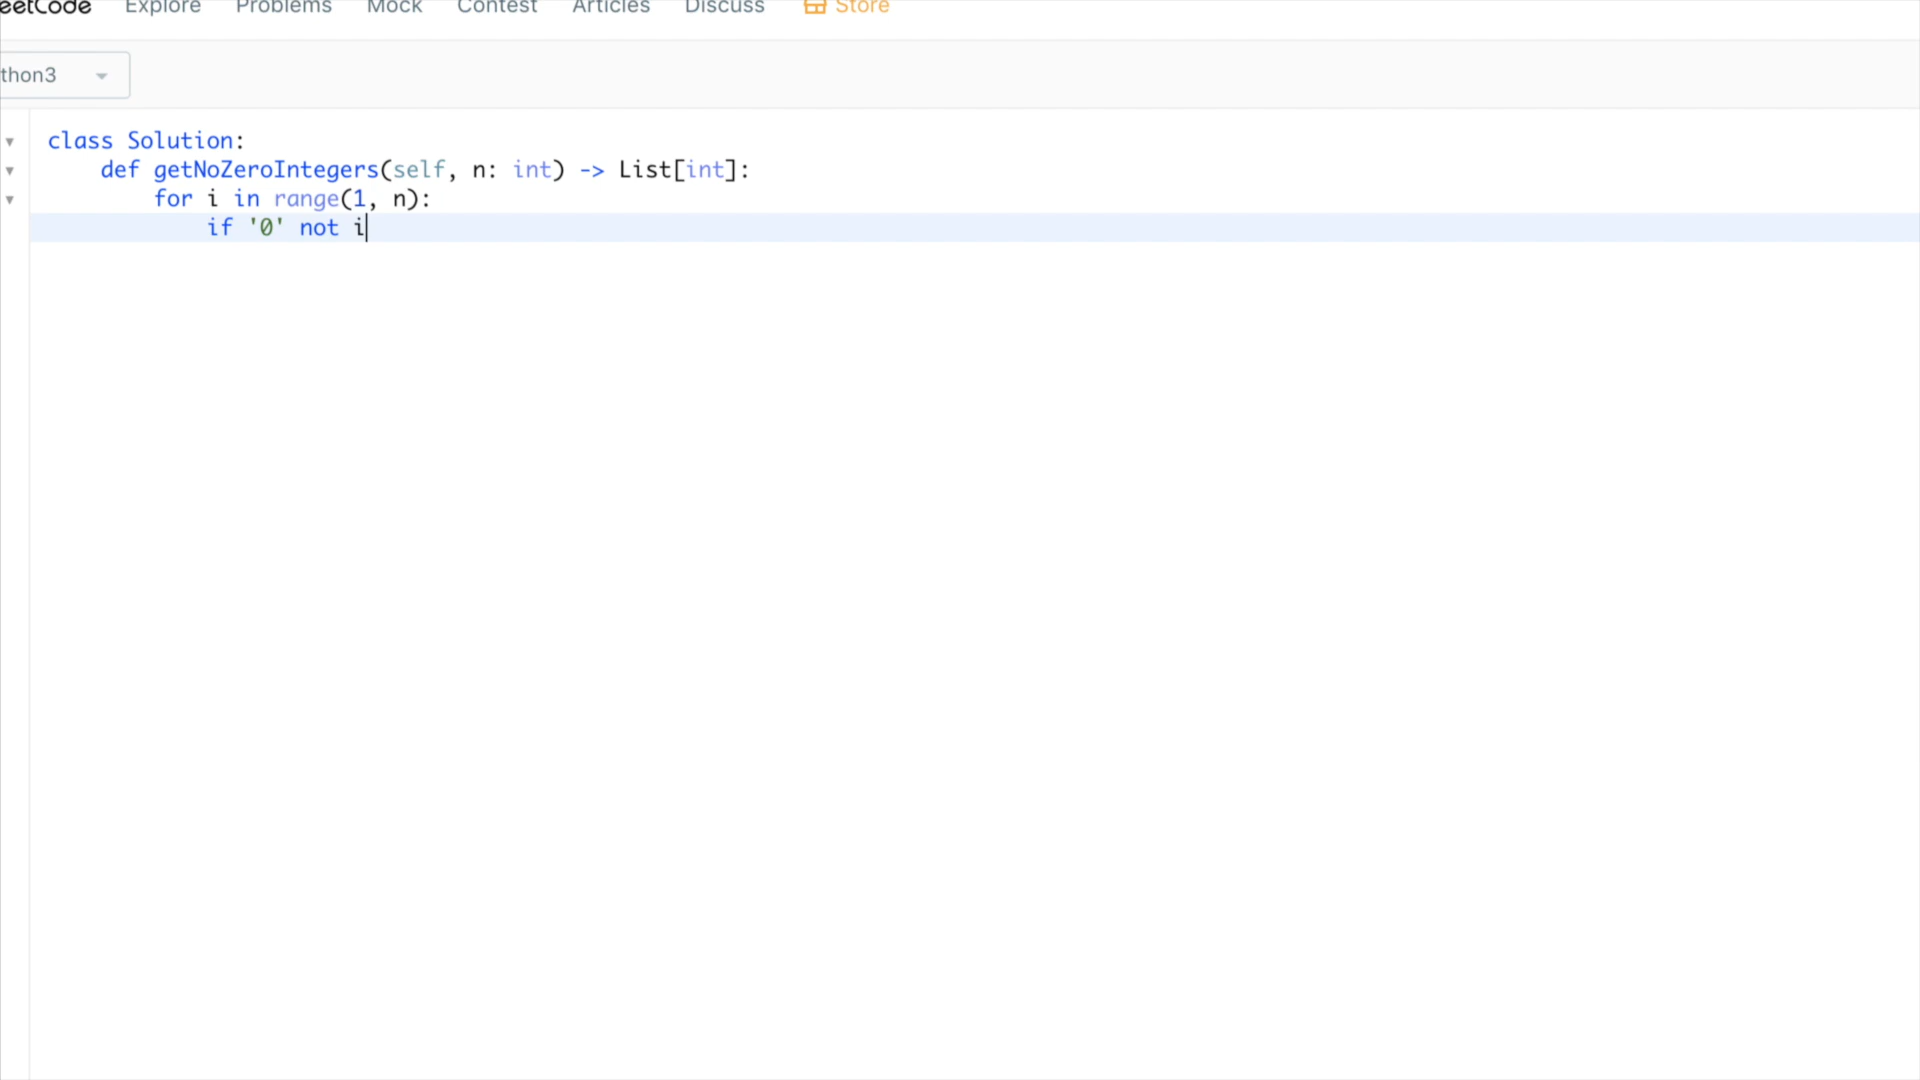 eetCode Explore Problems Mock Contest Articles Discuss Store
thon3
class Solution:
    def getNoZeroIntegers(self, n: int) -> List[int]:
        for i in range(1, n):
            if '0' not i